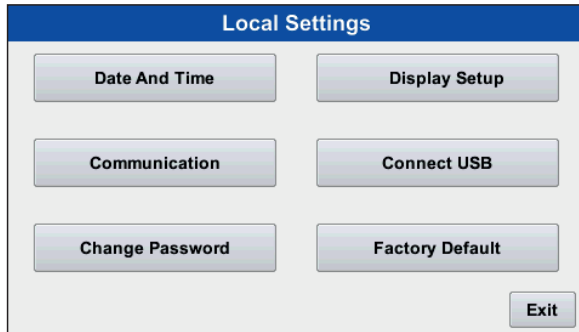 Local Settings
Date And Time
Display Setup
Communication
Connect USB
Change Password
Factory Default
Exit